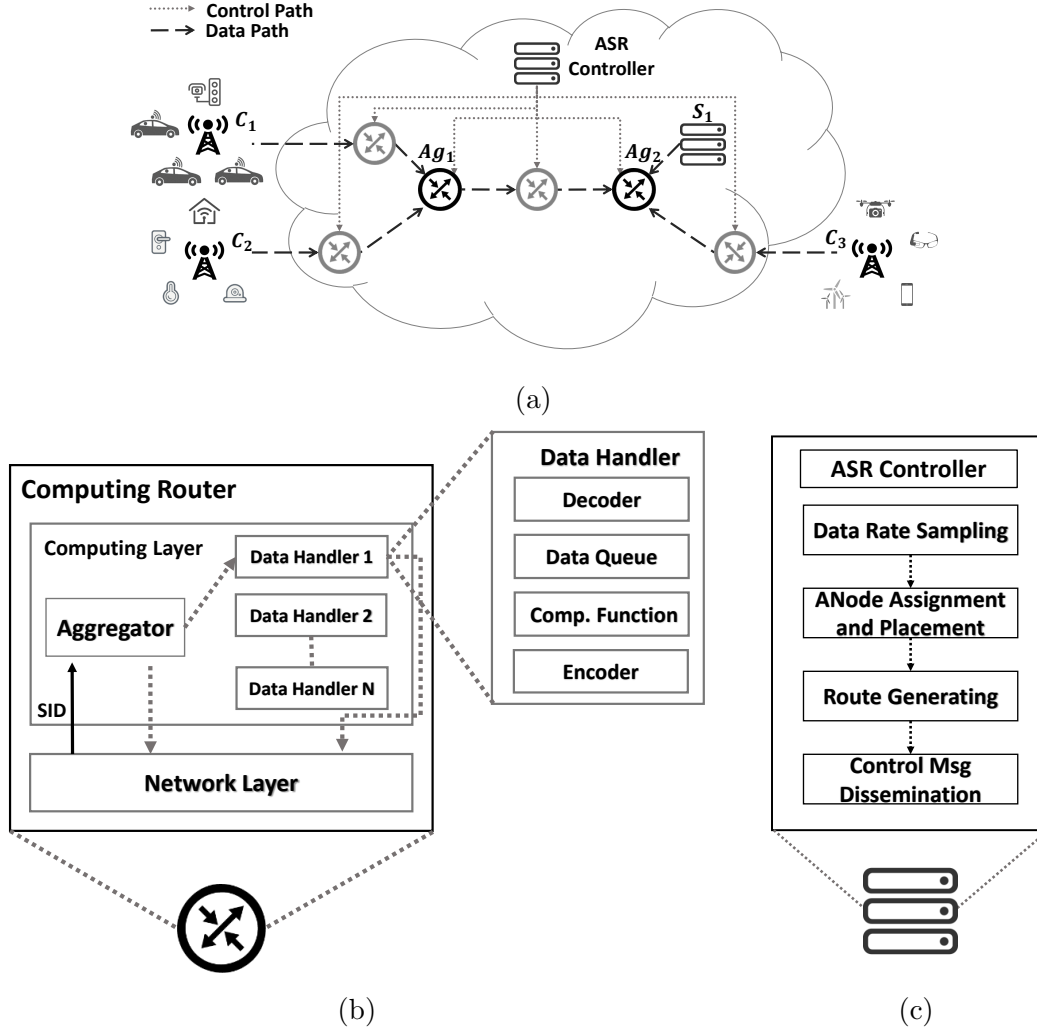 Control Path
Data Path
ASR
Controller
C₁
S₁
Ag₁
Ag₂
C₂
C₃
(a)
Computing Router
Computing Layer
Data Handler 1
Aggregator
Data Handler 2
Data Handler N
SID
Network Layer
Data Handler
Decoder
Data Queue
Comp. Function
Encoder
ASR Controller
Data Rate Sampling
ANode Assignment
and Placement
Route Generating
Control Msg
Dissemination
(b)
(c)